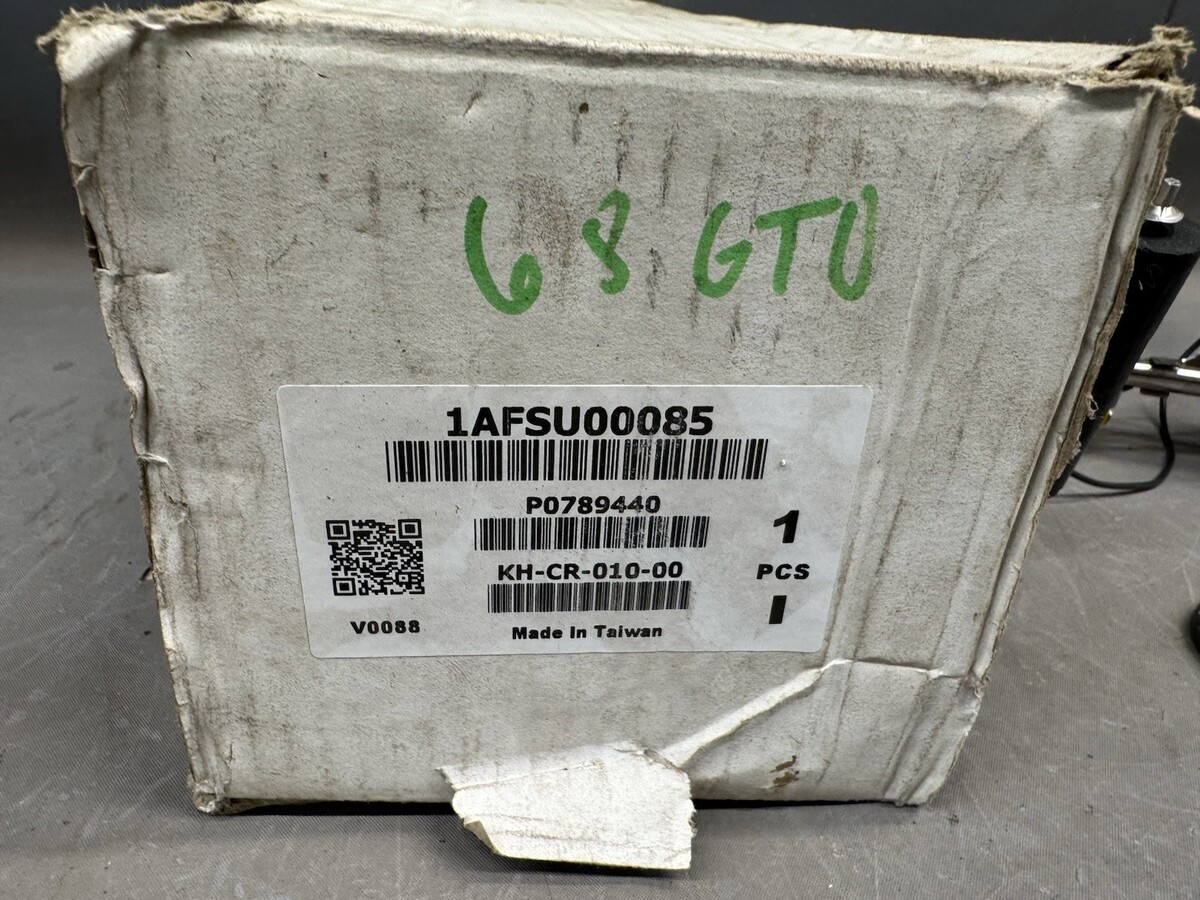 68 GTO
1AFSU00085
P0789440
1
KH-CR-010-00
PCS
V0088
Made In Taiwan
I